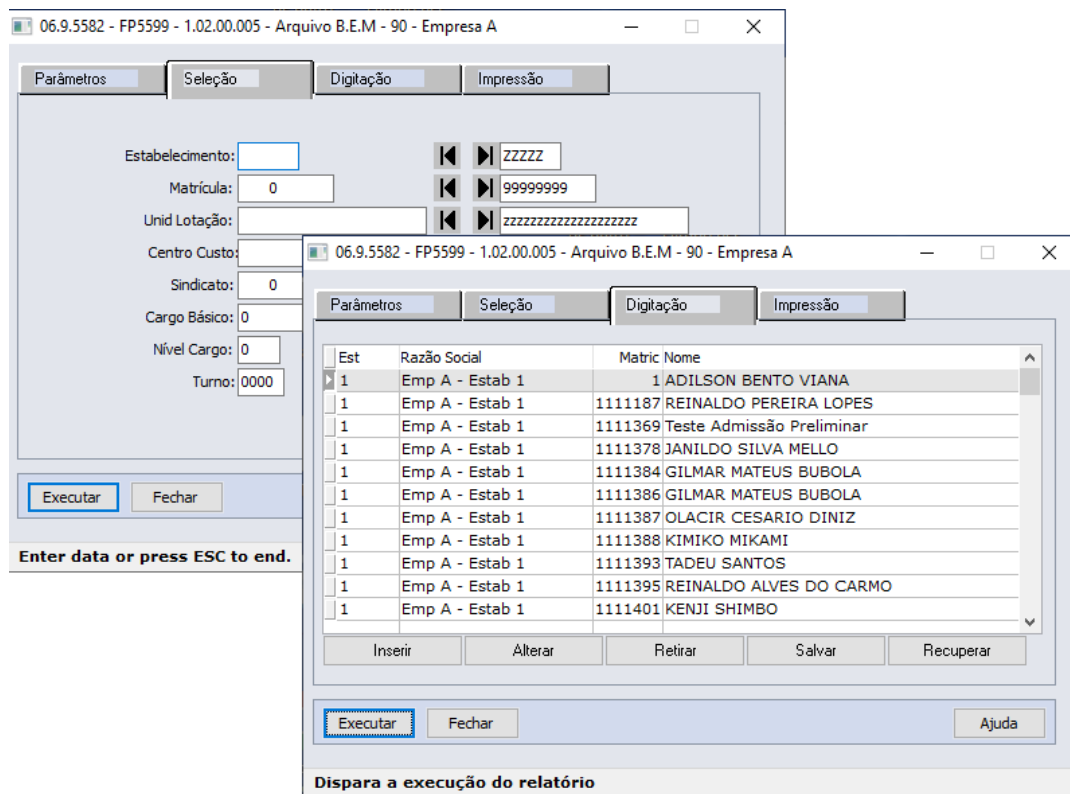 06.9.5582 - FP5599 - 1.02.00.005 - Arquivo B.E.M - 90 - Empresa A
Parâmetros Seleção Digitação Impressão
Estabelecimento: ZZZZZ
Matrícula: 0 99999999
Unid Lotação: zzzzzzzzzzzzzzzzzzzz
Centro Custo:
Sindicato: 0
Cargo Básico: 0
Nível Cargo: 0
Turno: 0000
Executar Fechar
Enter data or press ESC to end.
06.9.5582 - FP5599 - 1.02.00.005 - Arquivo B.E.M - 90 - Empresa A
Parâmetros Seleção Digitação Impressão
Est Razão Social Matric Nome
1 Emp A - Estab 1 1 ADILSON BENTO VIANA
1 Emp A - Estab 1 1111187 REINALDO PEREIRA LOPES
1 Emp A - Estab 1 1111369 Teste Admissão Preliminar
1 Emp A - Estab 1 1111378 JANILDO SILVA MELLO
1 Emp A - Estab 1 1111384 GILMAR MATEUS BUBOLA
1 Emp A - Estab 1 1111386 GILMAR MATEUS BUBOLA
1 Emp A - Estab 1 1111387 OLACIR CESARIO DINIZ
1 Emp A - Estab 1 1111388 KIMIKO MIKAMI
1 Emp A - Estab 1 1111393 TADEU SANTOS
1 Emp A - Estab 1 1111395 REINALDO ALVES DO CARMO
1 Emp A - Estab 1 1111401 KENJI SHIMBO
Inserir Alterar Retirar Salvar Recuperar
Executar Fechar Ajuda
Dispara a execução do relatório